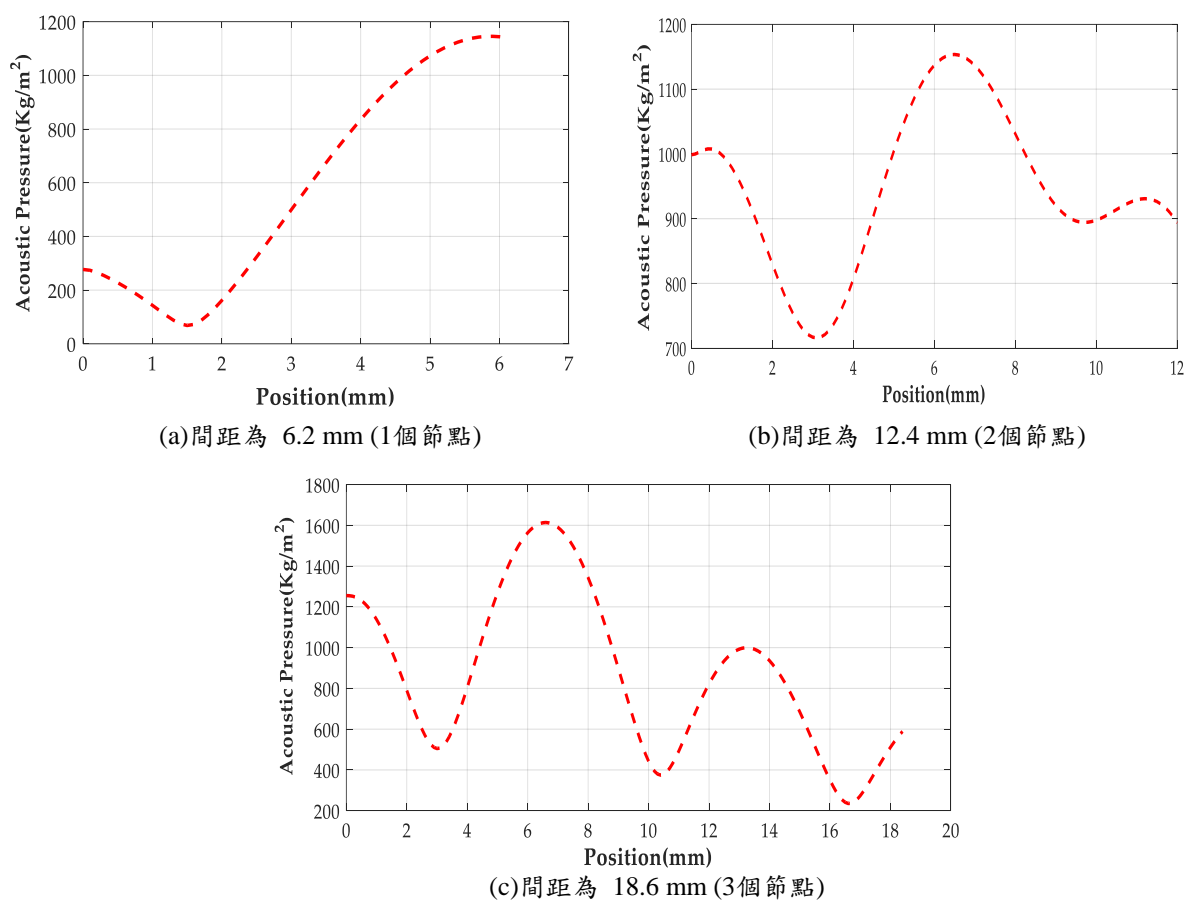 1200
1000
800
600
400
200
0
0 1 2 3 4 5 6 7
Acoustic Pressure(Kg/m²)
Position(mm)
(a)間距為 6.2 mm (1個節點)
1200
1100
1000
900
800
700
0 2 4 6 8 10 12
Acoustic Pressure(Kg/m²)
Position(mm)
(b)間距為 12.4 mm (2個節點)
1800
1600
1400
1200
1000
800
600
400
200
0 2 4 6 8 10 12 14 16 18 20
Acoustic Pressure(Kg/m²)
Position(mm)
(c)間距為 18.6 mm (3個節點)